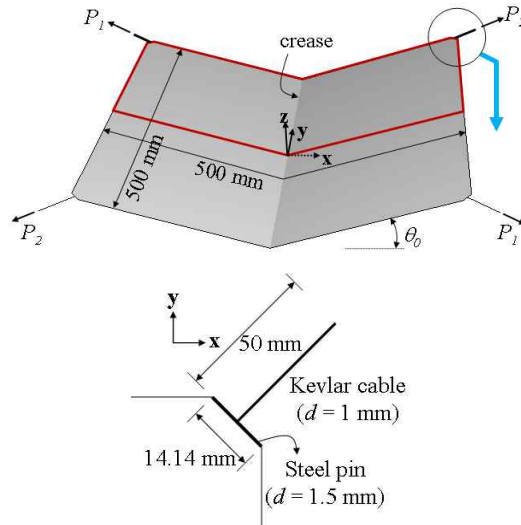 P₁
crease
P₂
z
y
x
500 mm
500 mm
P₂
θ₀
P₁
y
x
50 mm
Kevlar cable
(d = 1 mm)
14.14 mm
Steel pin
(d = 1.5 mm)